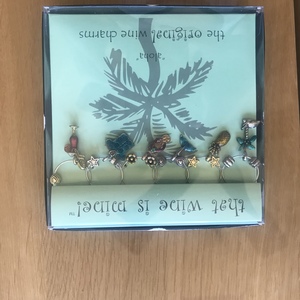 that wine is mine!™
"aloha"
the original wine charms